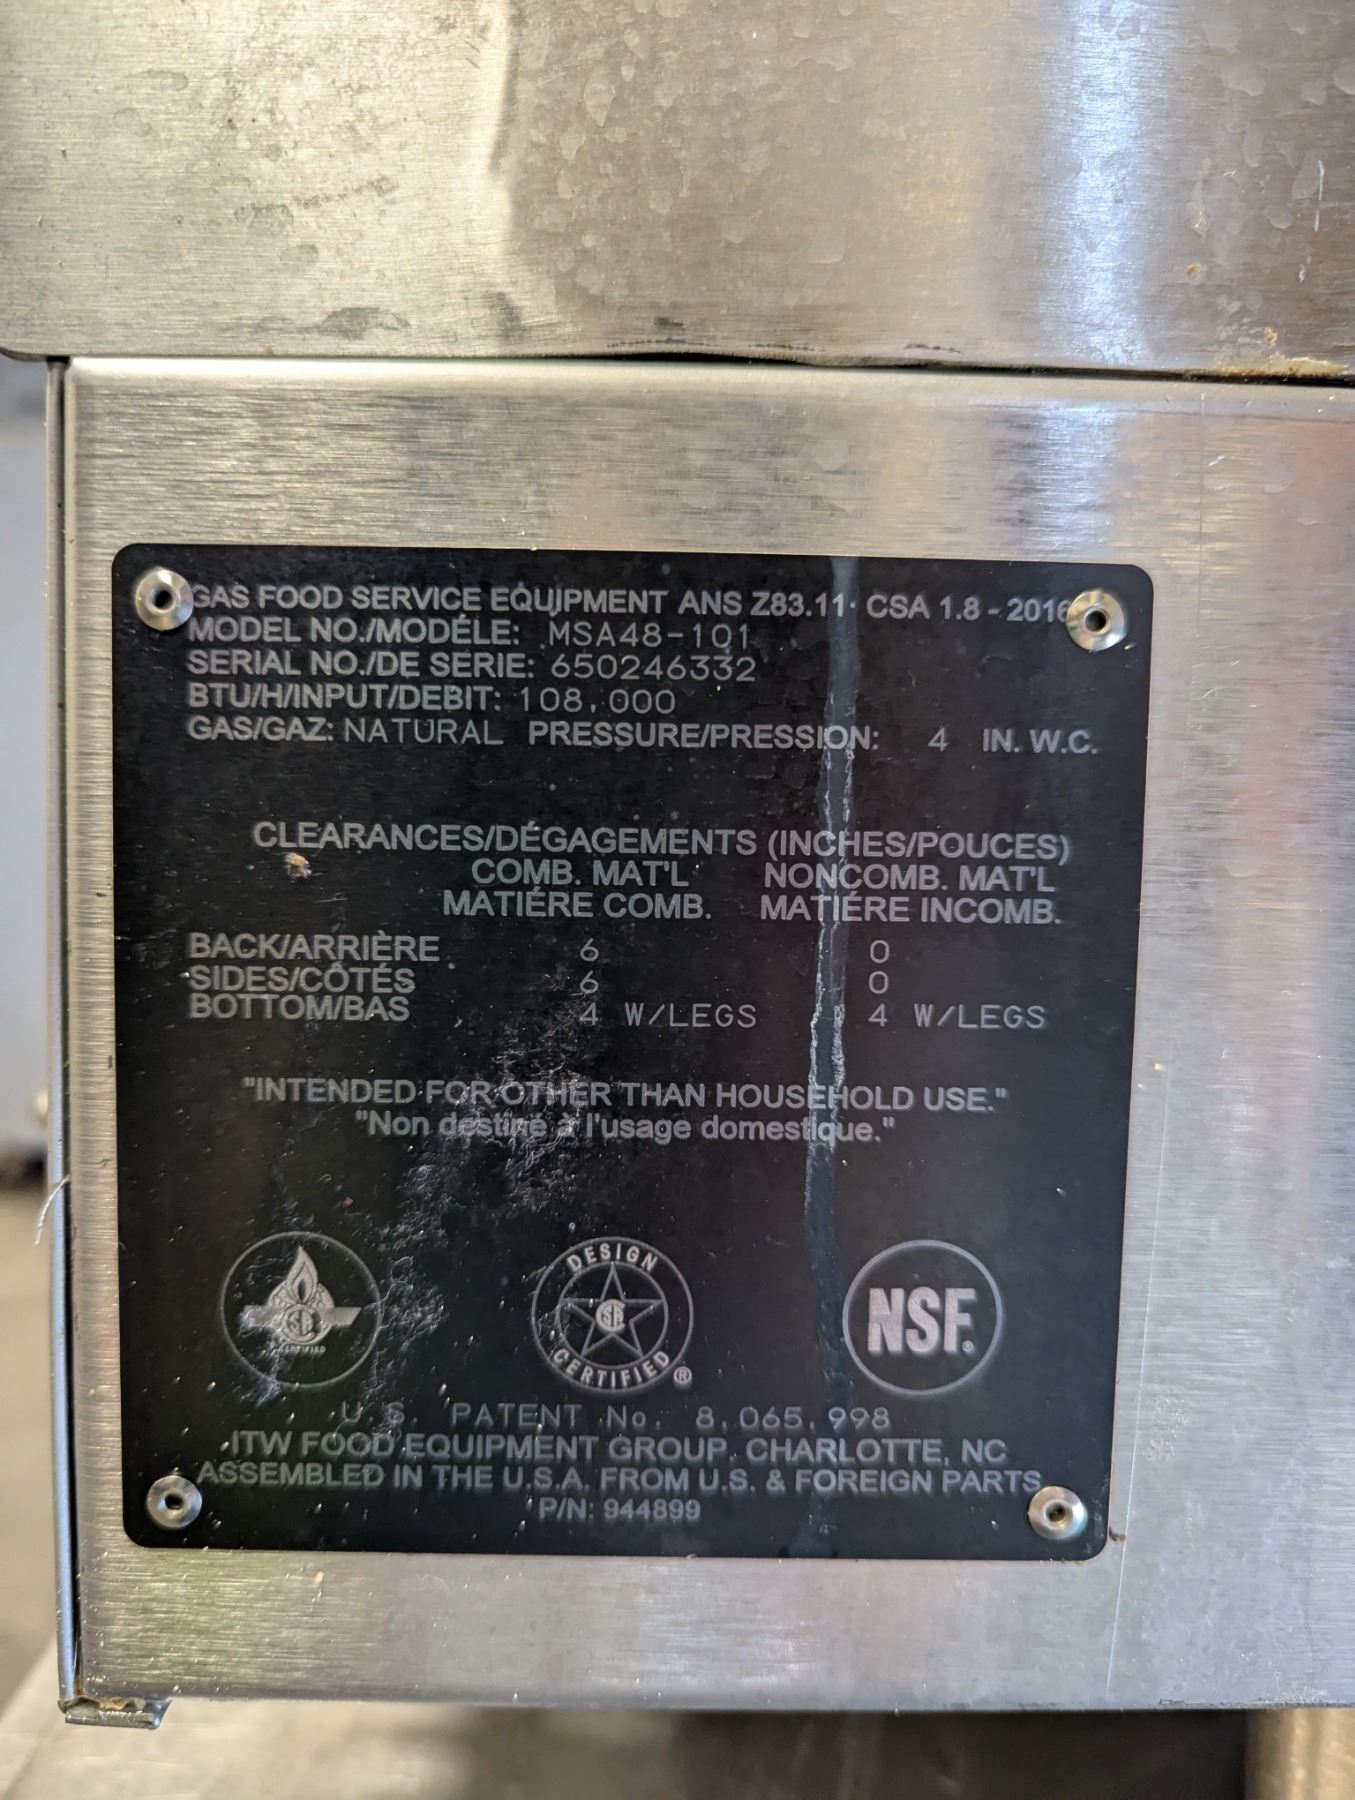 GAS FOOD SERVICE EQUIPMENT ANS Z83.11· CSA 1.8 - 2016
MODEL NO./MODÉLE: MSA48-101
SERIAL NO./DE SERIE: 650246332
BTU/H/INPUT/DEBIT: 108,000
GAS/GAZ: NATURAL PRESSURE/PRESSION: 4 IN. W.C.
CLEARANCES/DÉGAGEMENTS (INCHES/POUCES)
COMB. MAT'L NONCOMB. MAT'L
MATIÉRE COMB. MATIÉRE INCOMB.
BACK/ARRIÈRE 6 0
SIDES/CÔTÉS 6 0
BOTTOM/BAS 4 W/LEGS 4 W/LEGS
"INTENDED FOR OTHER THAN HOUSEHOLD USE."
"Non destiné à l'usage domestique."
DESIGN
CERTIFIED ®
CERTIFIED
NSF®
U.S. PATENT No. 8,065,998
ITW FOOD EQUIPMENT GROUP, CHARLOTTE, NC
ASSEMBLED IN THE U.S.A. FROM U.S. & FOREIGN PARTS
P/N: 944899